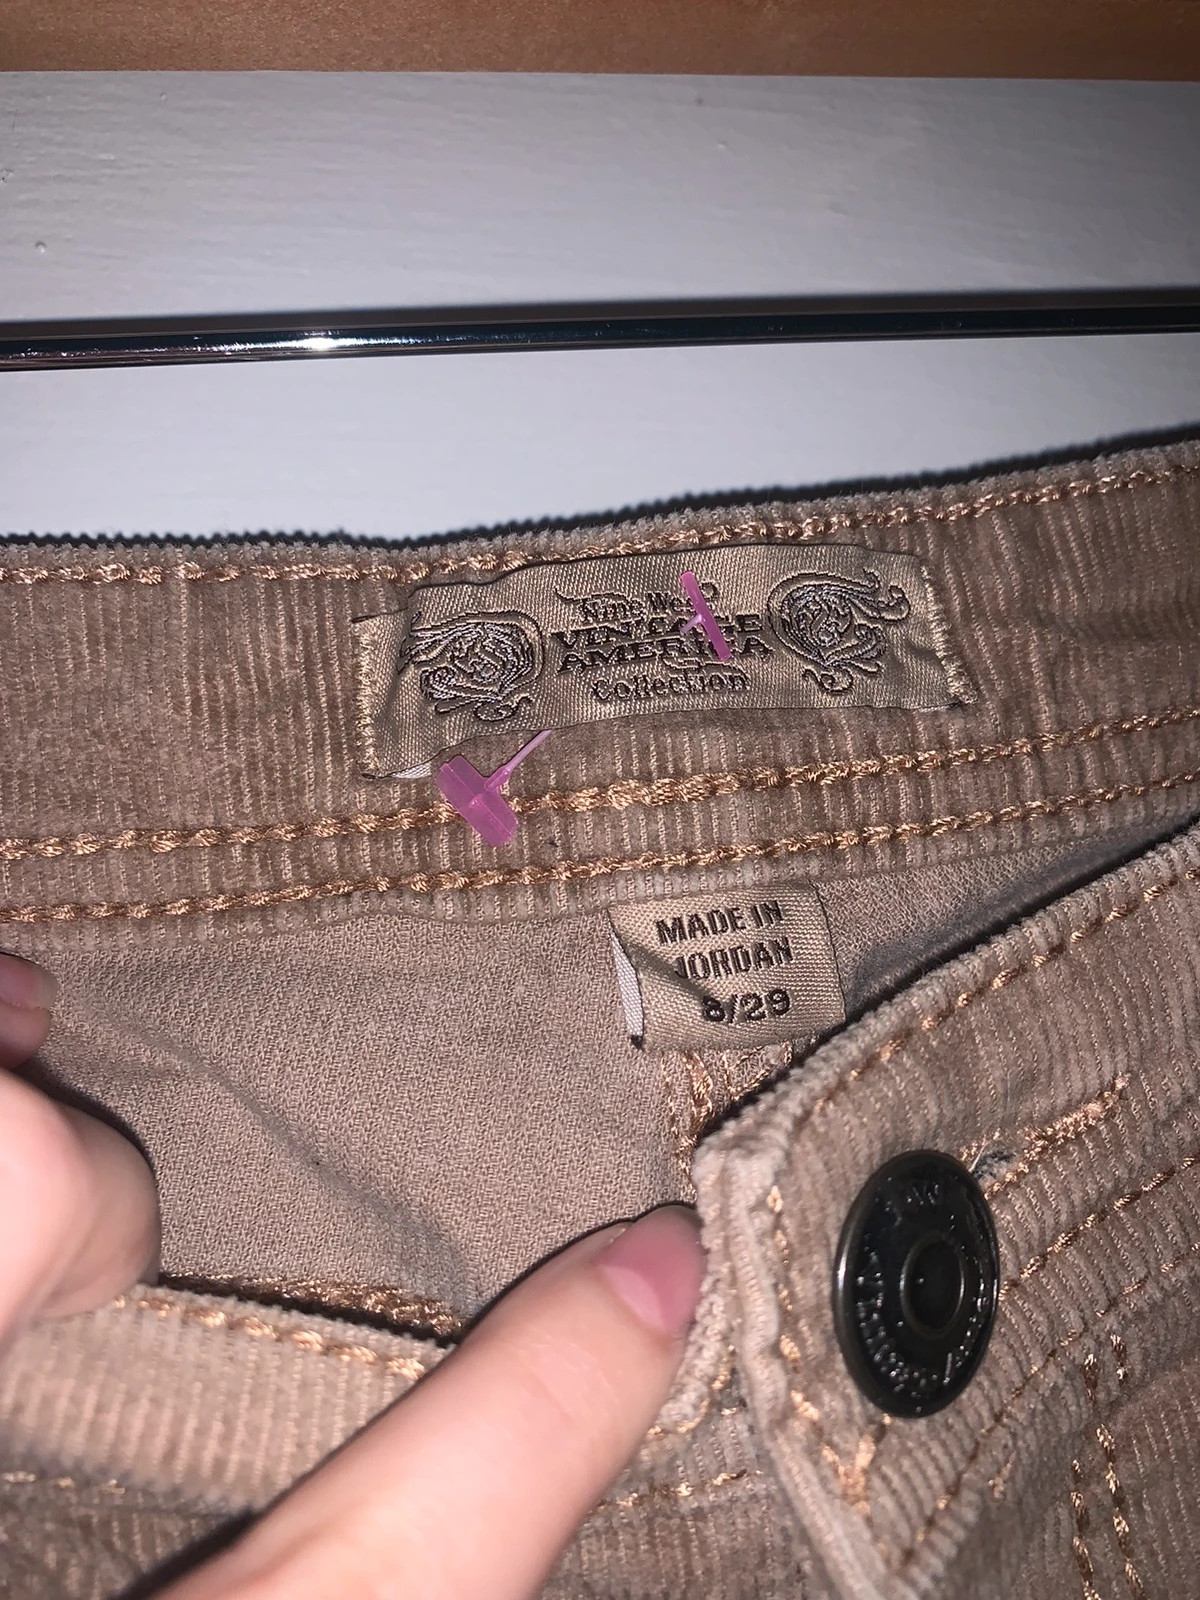 Nine West
VINTAGE
AMERICA
Collection
MADE IN
JORDAN
8/29